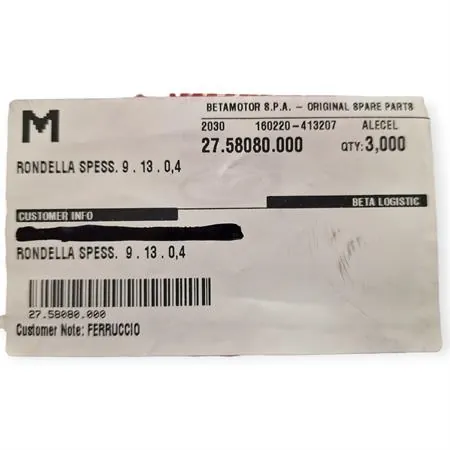 M
BETAMOTOR S.P.A. - ORIGINAL SPARE PARTS
2030 160220-413207 ALECEL
27.58080.000 QTY: 3,000
RONDELLA SPESS. 9 . 13 . 0,4
BETA LOGISTIC
CUSTOMER INFO
RONDELLA SPESS. 9 . 13 . 0,4
27.58080.000
Customer Note: FERRUCCIO